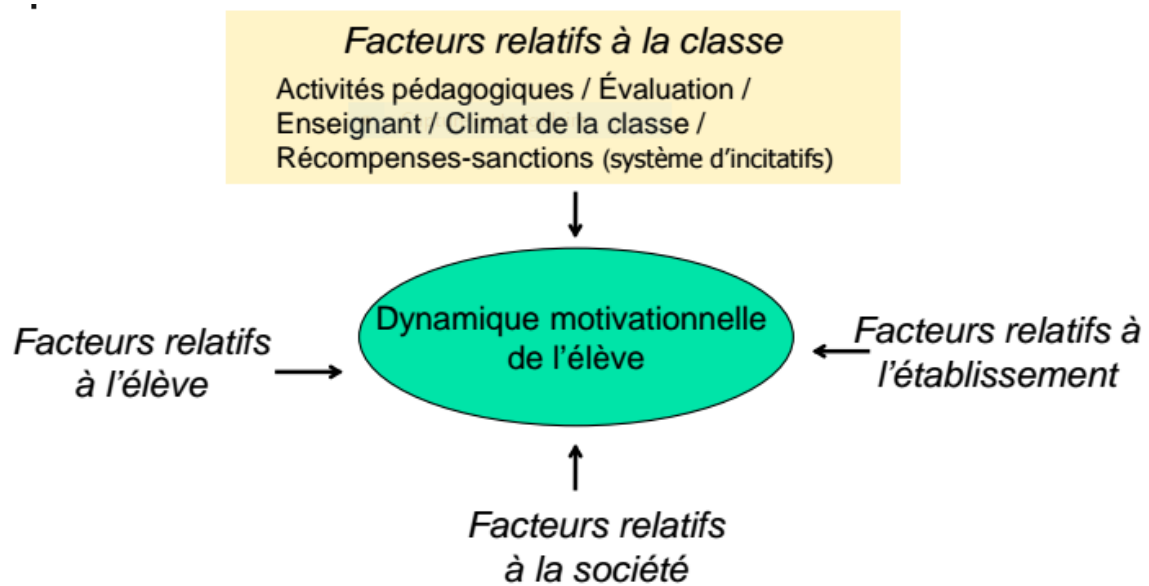 Facteurs relatifs à la classe
Activités pédagogiques / Évaluation /
Enseignant / Climat de la classe /
Récompenses-sanctions (système d'incitatifs)
Dynamique motivationnelle
de l'élève
Facteurs relatifs
à l'élève
Facteurs relatifs à
l'établissement
Facteurs relatifs
à la société